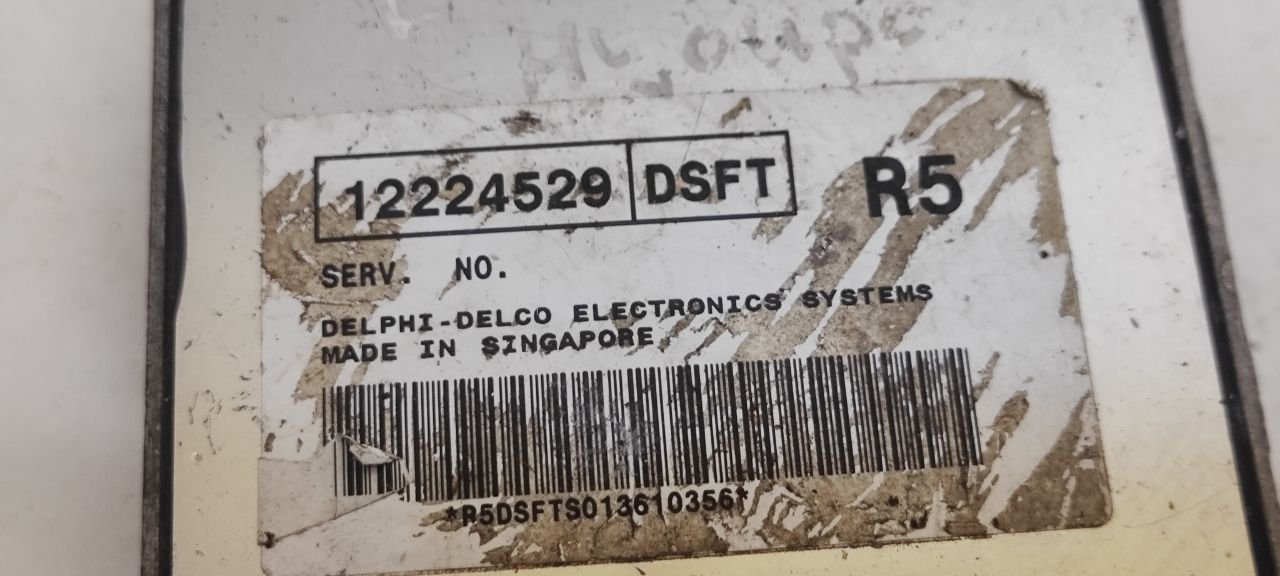 12224529 DSFT R5
SERV. NO.
DELPHI-DELCO ELECTRONICS SYSTEMS
MADE IN SINGAPORE
*R5DSFTS013610356*